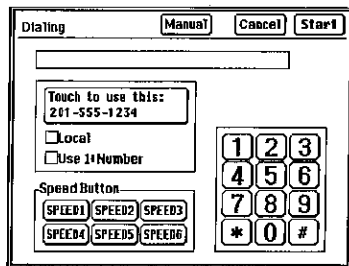 Dialing Manual Cancel Start
Touch to use this:
201-555-1234
Local
Use 1+Number
Speed Button
SPEED1 SPEED2 SPEED3
SPEED4 SPEED5 SPEED6
1 2 3
4 5 6
7 8 9
* 0 #